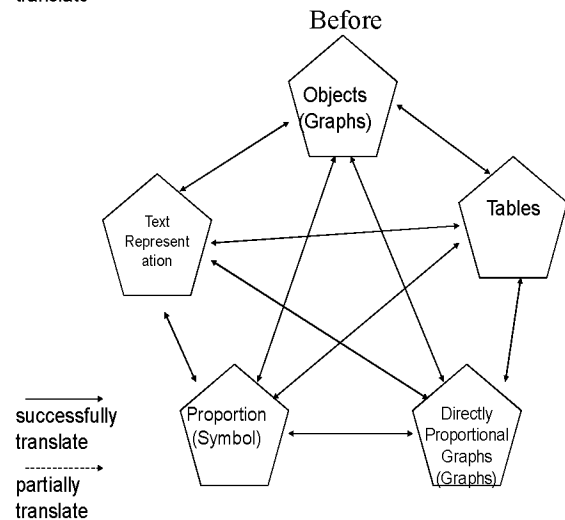 translate
Before
Objects
(Graphs)
Tables
Text
Represent
ation
Proportion
(Symbol)
Directly
Proportional
Graphs
(Graphs)
successfully
translate
partially
translate